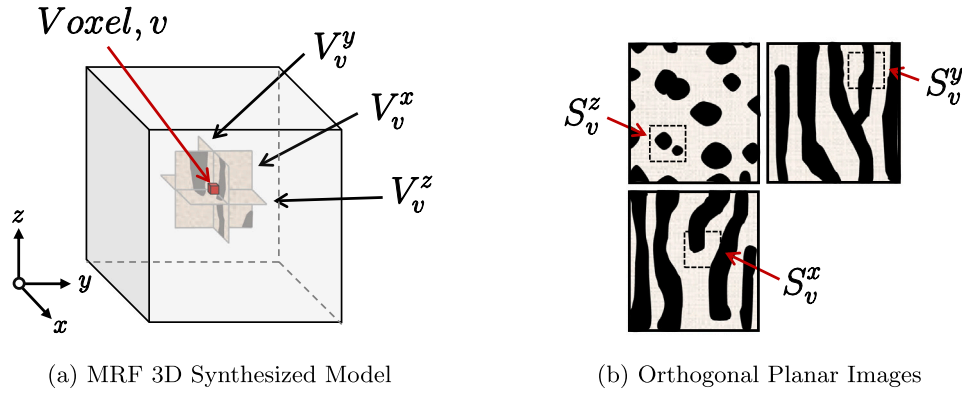 Voxel, v
V_v^y
V_v^x
V_v^z
z
y
x
S_v^z
S_v^y
S_v^x
(a) MRF 3D Synthesized Model
(b) Orthogonal Planar Images